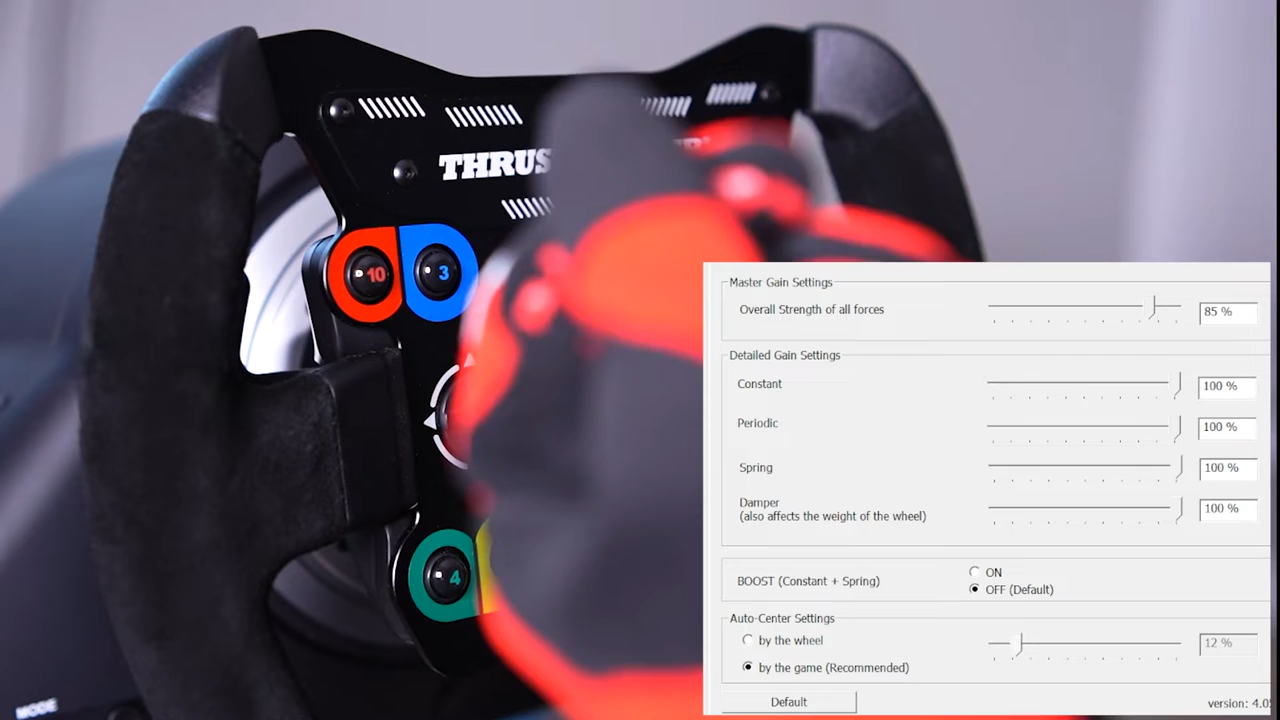 THRUS
10
3
4
MODE
Master Gain Settings
Overall Strength of all forces
85 %
Detailed Gain Settings
Constant
100 %
Periodic
100 %
Spring
100 %
Damper
(also affects the weight of the wheel)
100 %
BOOST (Constant + Spring)
ON
OFF (Default)
Auto-Center Settings
by the wheel
12 %
by the game (Recommended)
Default
version: 4.0